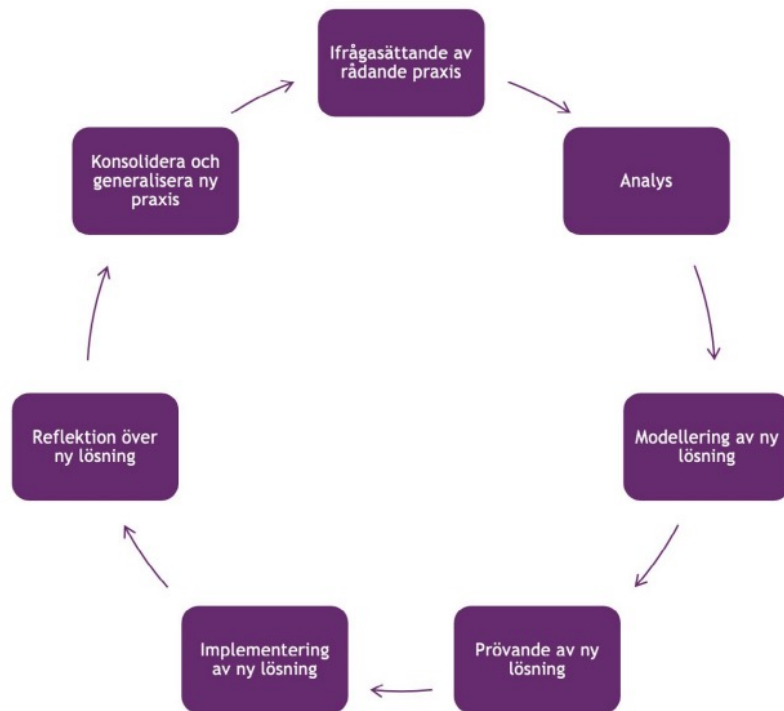 Ifrågasättande av
rådande praxis
Analys
Modellering av ny
lösning
Prövande av ny
lösning
Implementering
av ny lösning
Reflektion över
ny lösning
Konsolidera och
generalisera ny
praxis